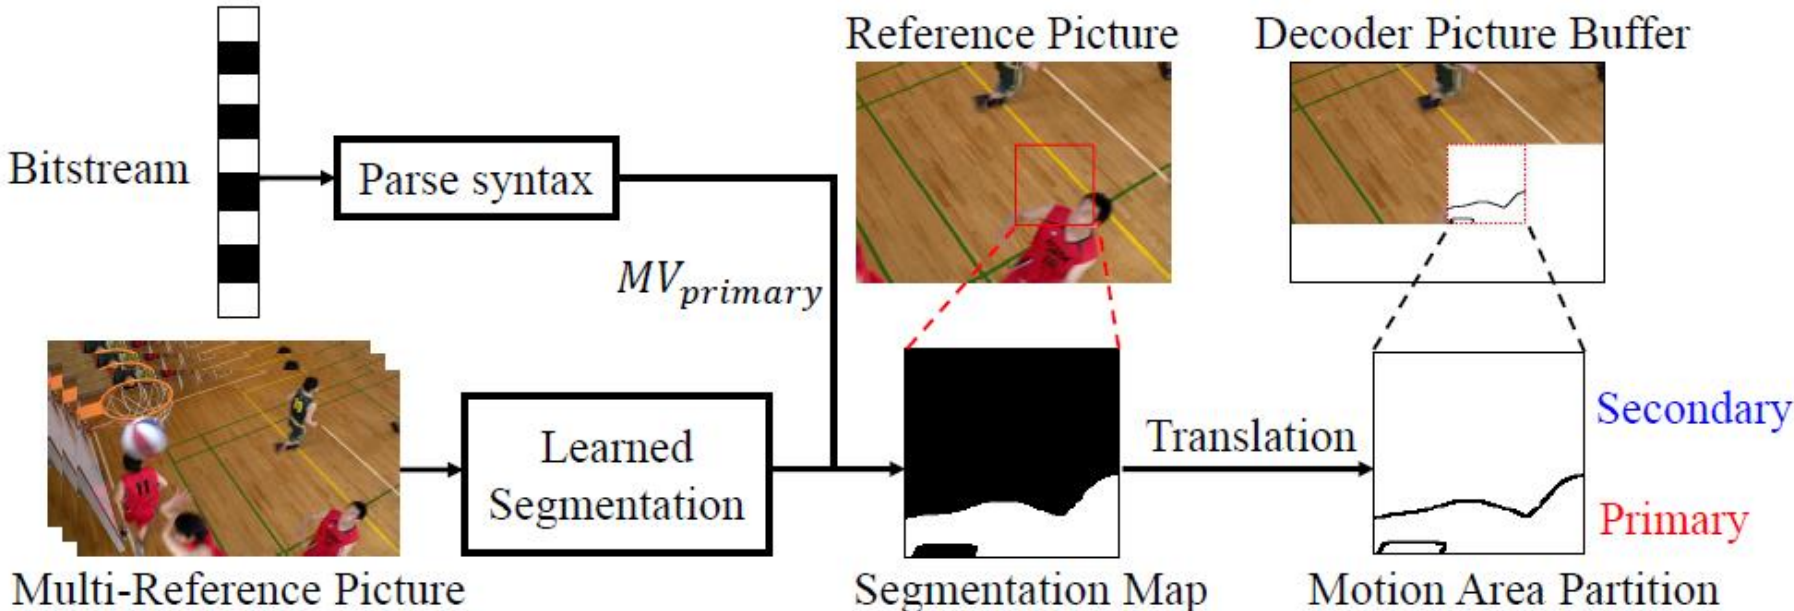 Reference Picture
Decoder Picture Buffer
Bitstream
Parse syntax
MVprimary
Learned
Segmentation
Translation
Secondary
Primary
Multi-Reference Picture
Segmentation Map
Motion Area Partition
11